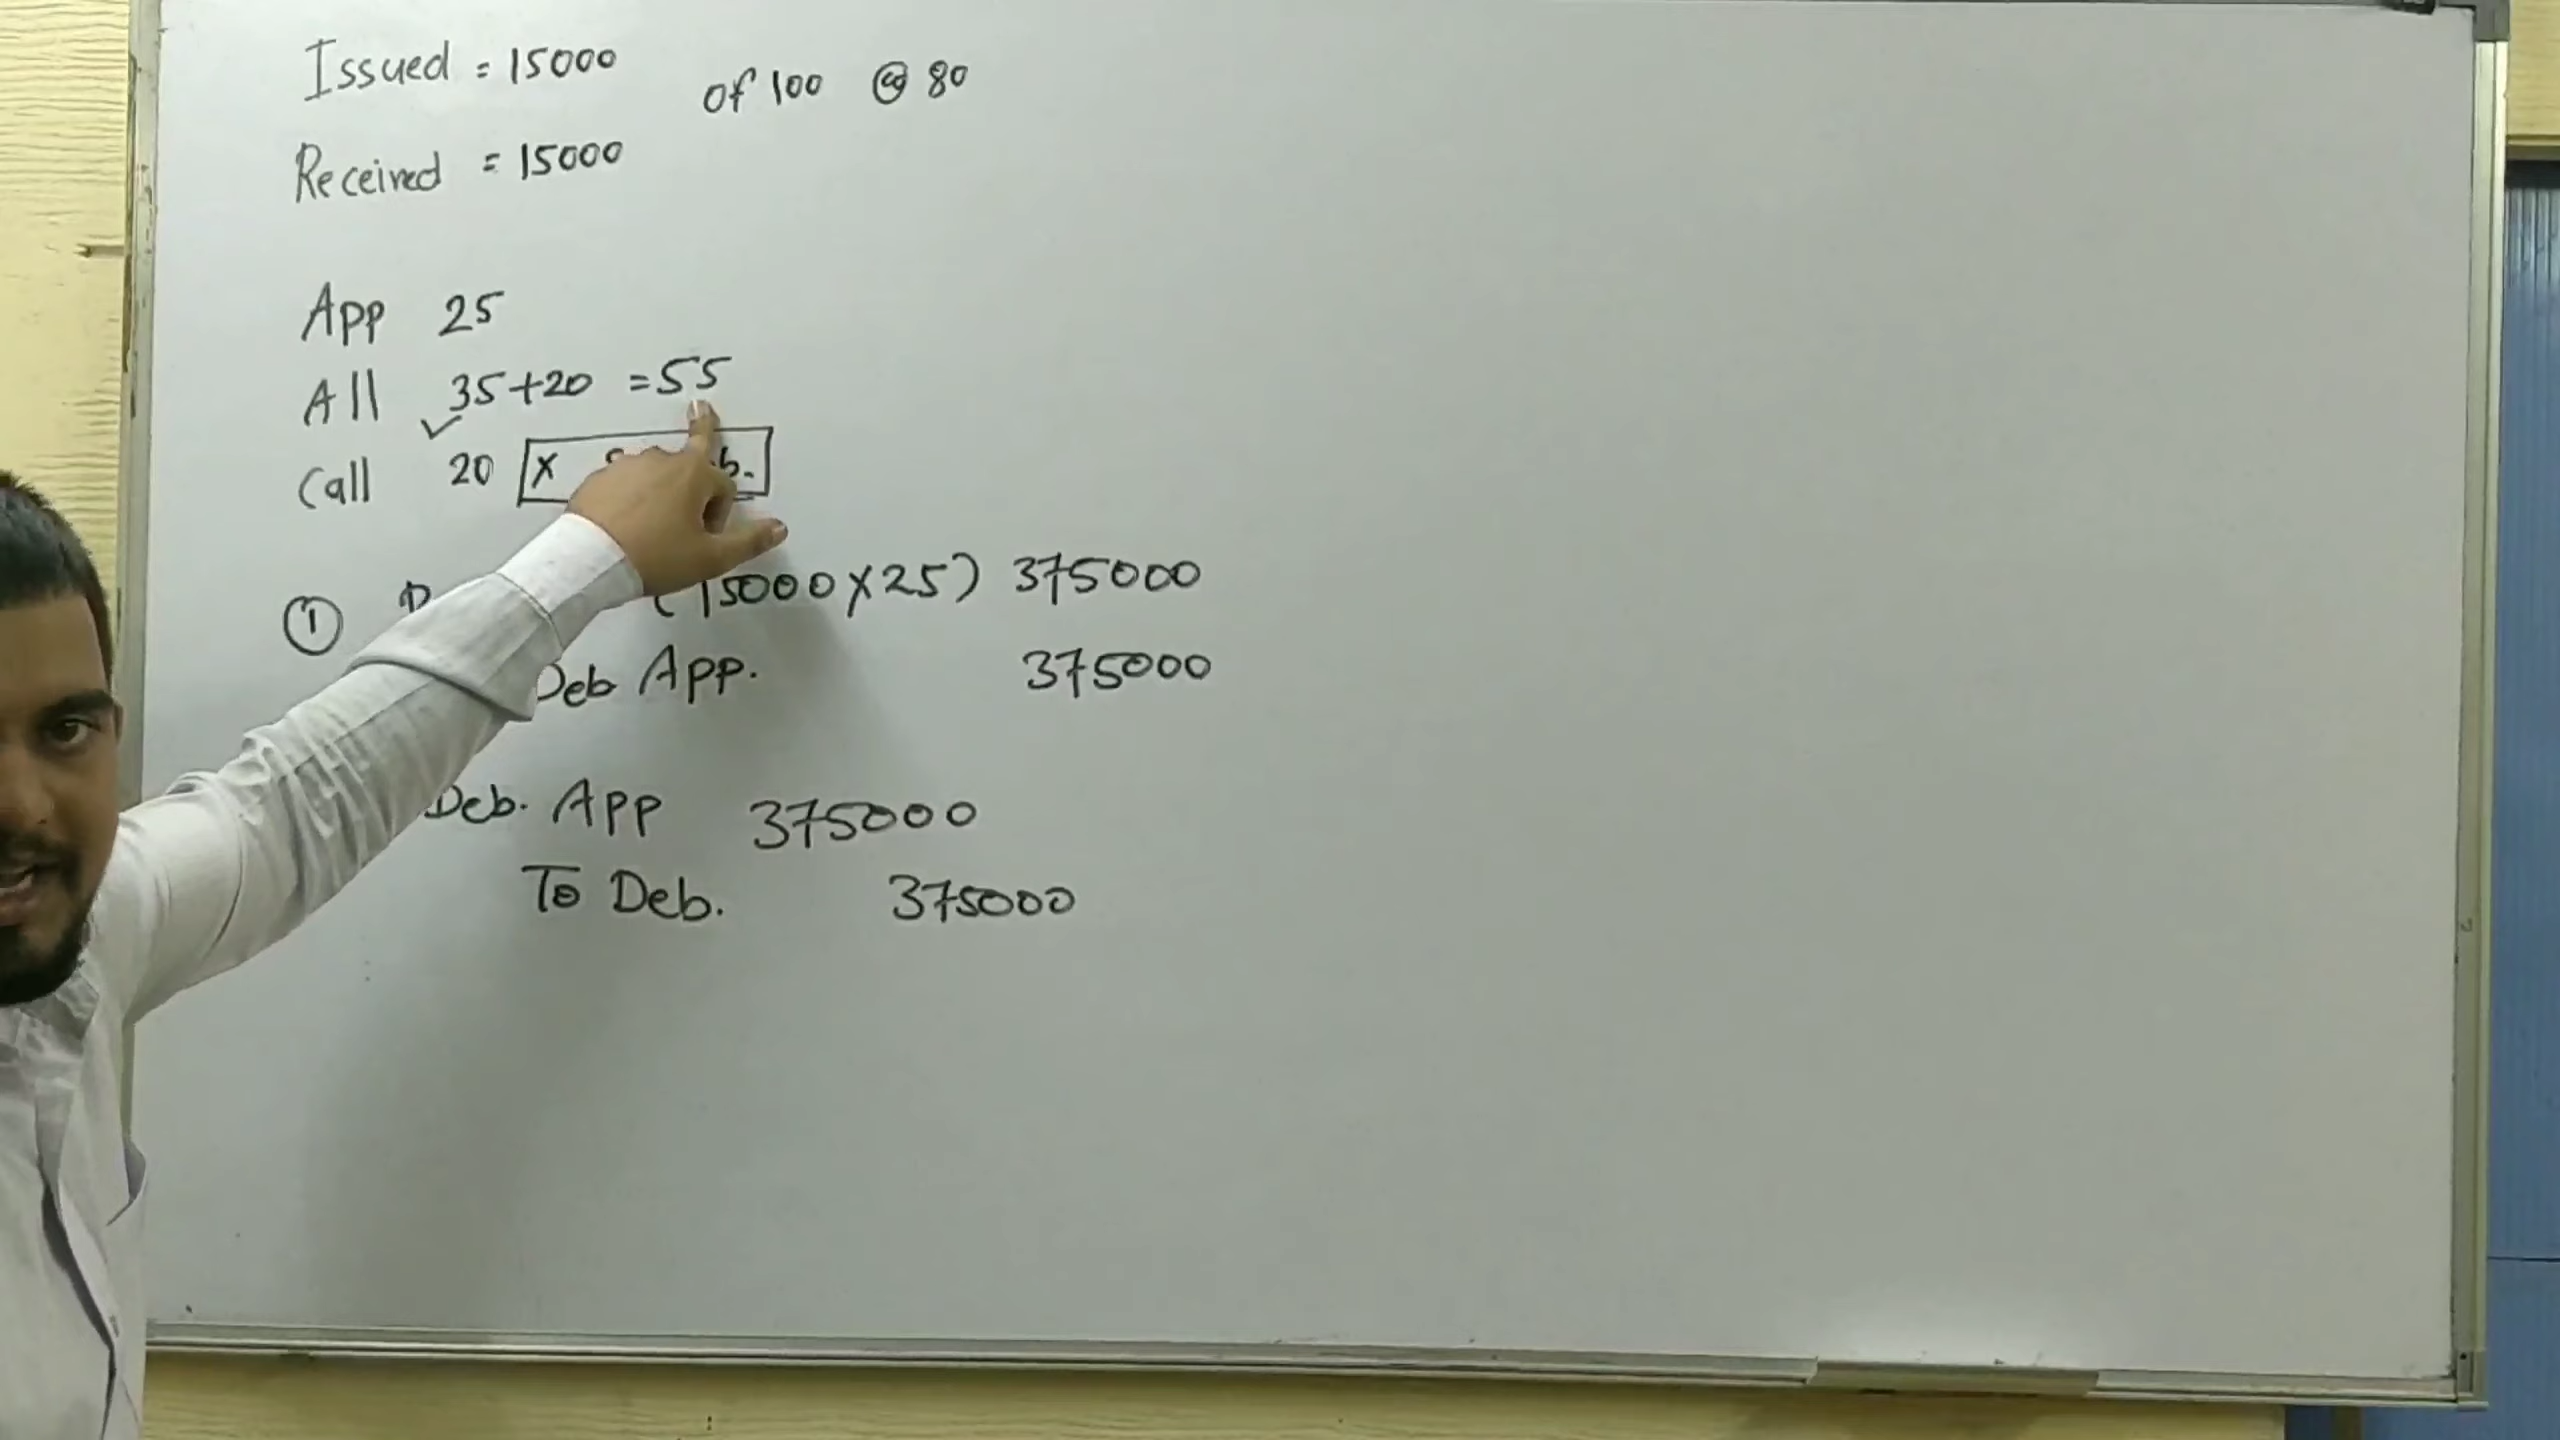 Issued = 15000 of 100 @ 80
Received = 15000
App 25
All 35+20 =55
✓
Call 20 X b.
① (15000 X 25) 375000
Deb App. 375000
Deb. App 375000
To Deb. 375000